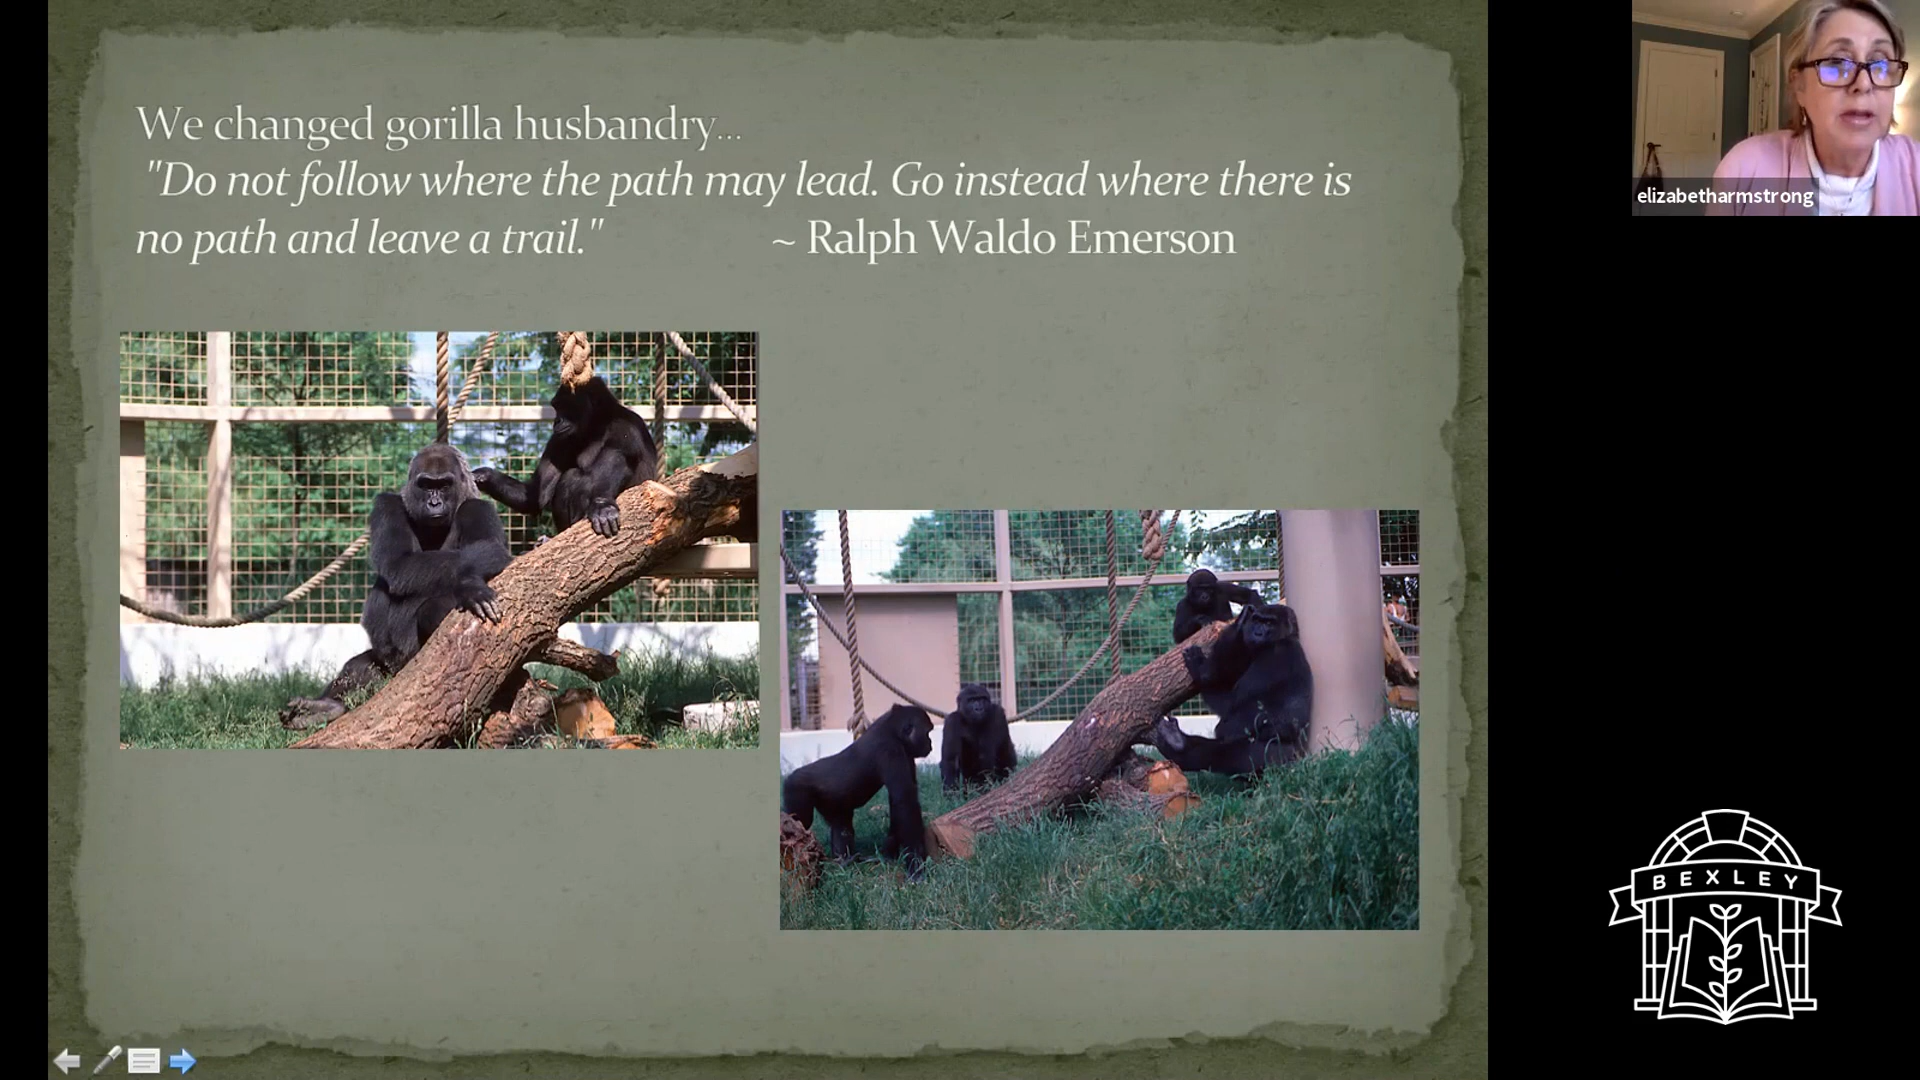 We changed gorilla husbandry...
"Do not follow where the path may lead. Go instead where there is
no path and leave a trail." ~ Ralph Waldo Emerson
elizabetharmstrong
BEXLEY